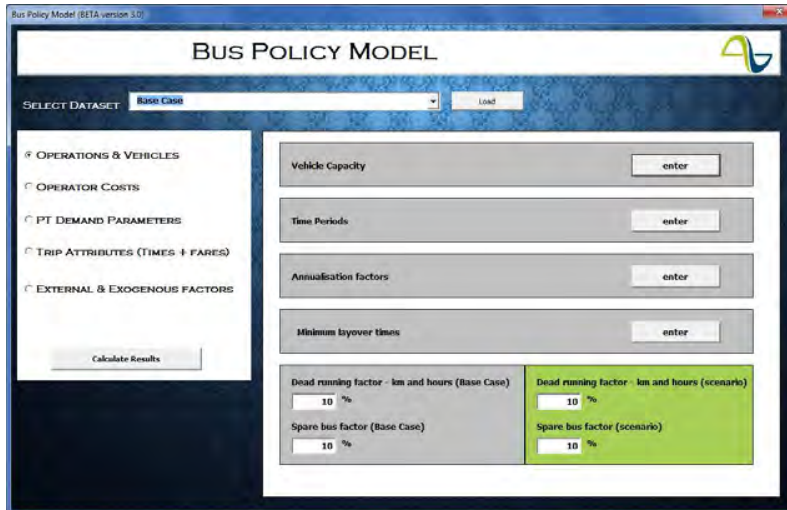 Bus Policy Model (BETA version 3.0)
BUS POLICY MODEL
SELECT DATASET Base Case Load
OPERATIONS & VEHICLES
OPERATOR COSTS
PT DEMAND PARAMETERS
TRIP ATTRIBUTES (TIMES + FARES)
EXTERNAL & EXOGENOUS FACTORS
Calculate Results
Vehicle Capacity enter
Time Periods enter
Annualisation factors enter
Minimum layover times enter
Dead running factor - km and hours (Base Case)
10 %
Spare bus factor (Base Case)
10 %
Dead running factor - km and hours (scenario)
10 %
Spare bus factor (scenario)
10 %